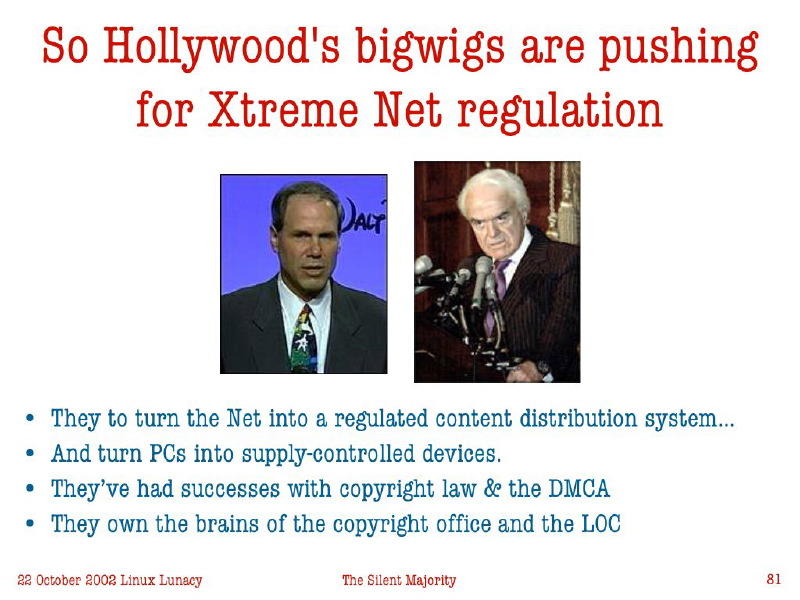 So Hollywood's bigwigs are pushing
for Xtreme Net regulation
WALT
• They to turn the Net into a regulated content distribution system...
• And turn PCs into supply-controlled devices.
• They've had successes with copyright law & the DMCA
• They own the brains of the copyright office and the LOC
22 October 2002 Linux Lunacy
The Silent Majority
81